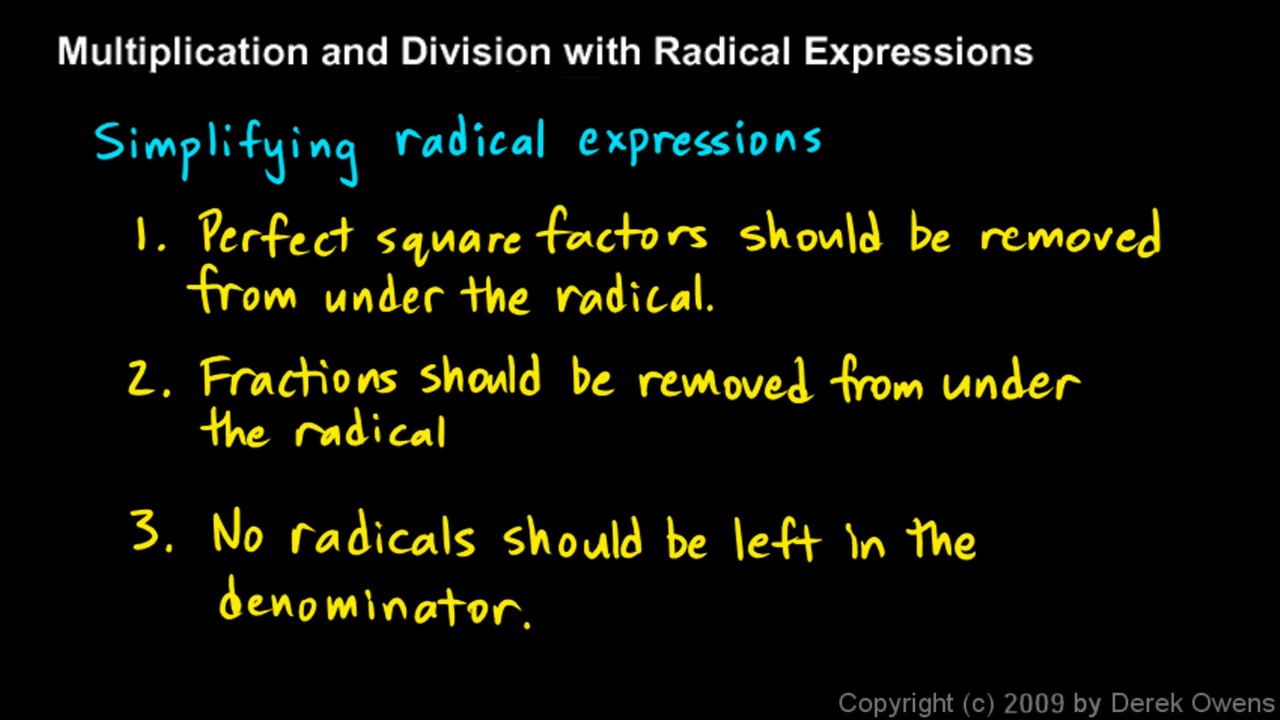 Multiplication and Division with Radical Expressions
Simplifying radical expressions
1. Perfect square factors should be removed
from under the radical.
2. Fractions should be removed from under
the radical
3. No radicals should be left in the
denominator.
Copyright (c) 2009 by Derek Owens